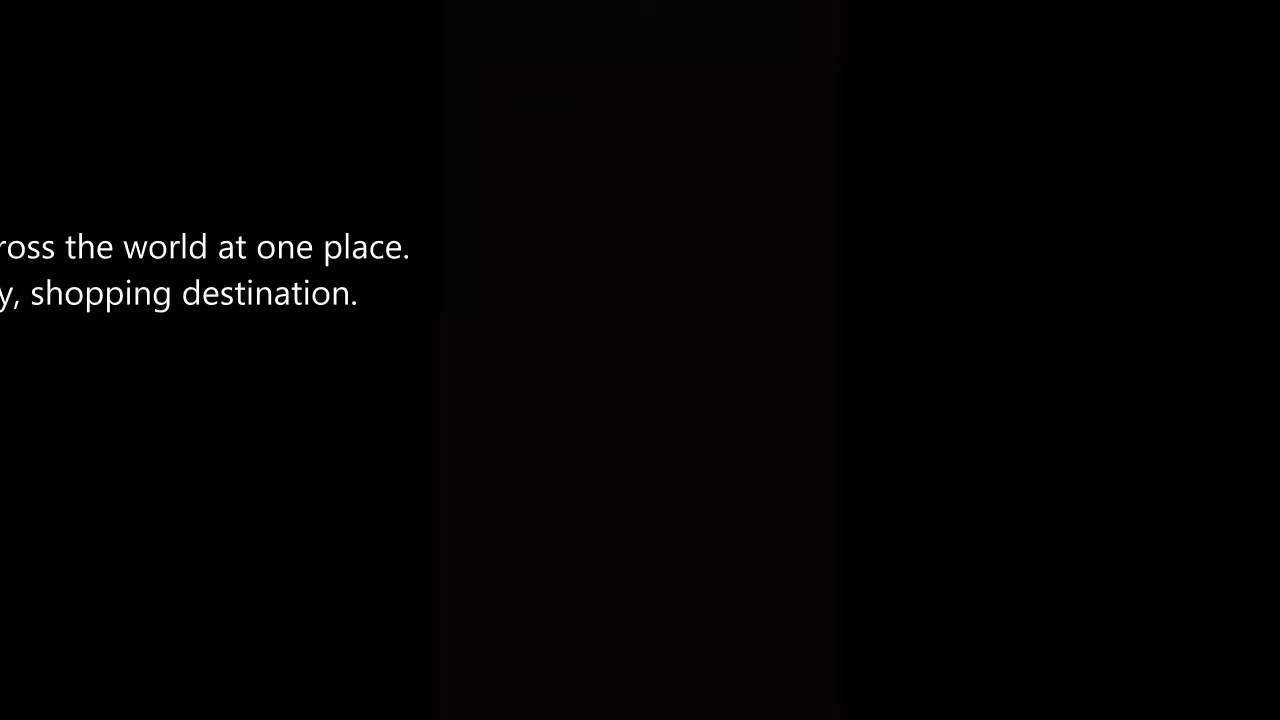 ross the world at one place.
y, shopping destination.